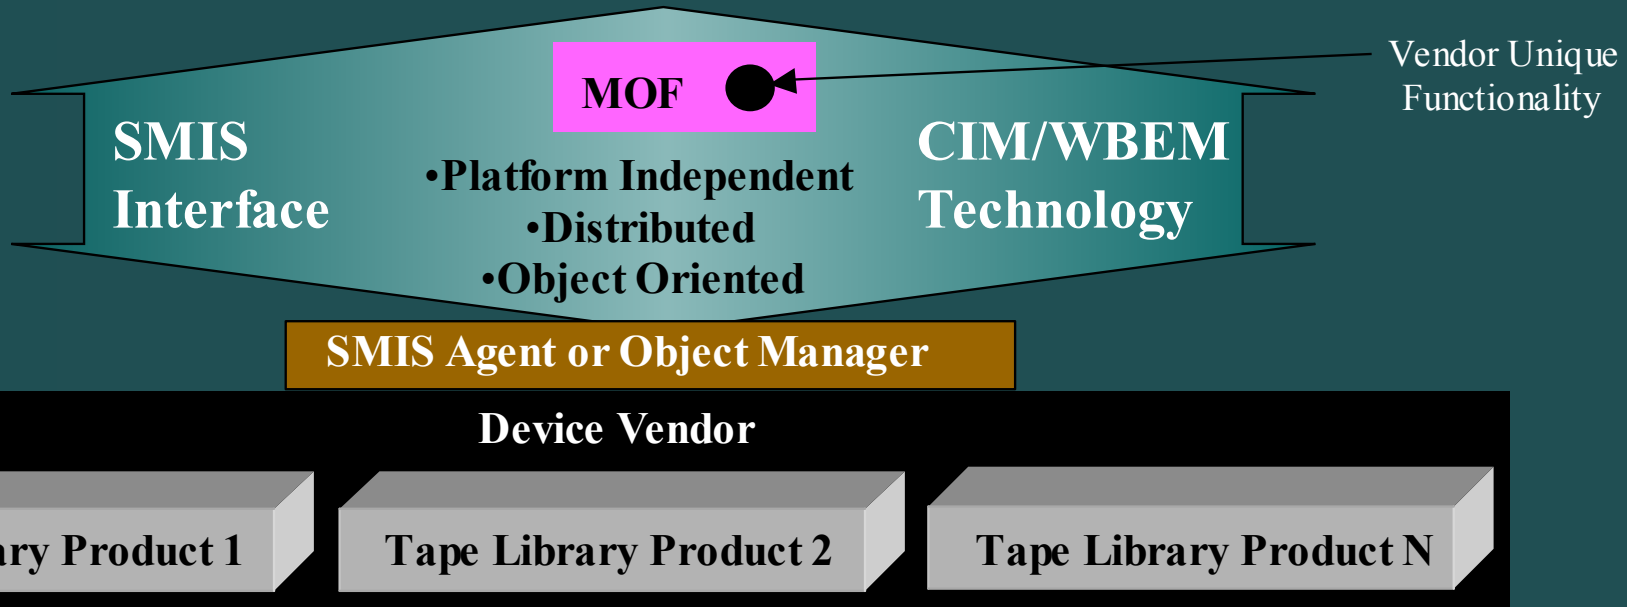 MOF
Vendor Unique
Functionality
SMIS
Interface
•Platform Independent
•Distributed
•Object Oriented
CIM/WBEM
Technology
SMIS Agent or Object Manager
Device Vendor
ary Product 1
Tape Library Product 2
Tape Library Product N